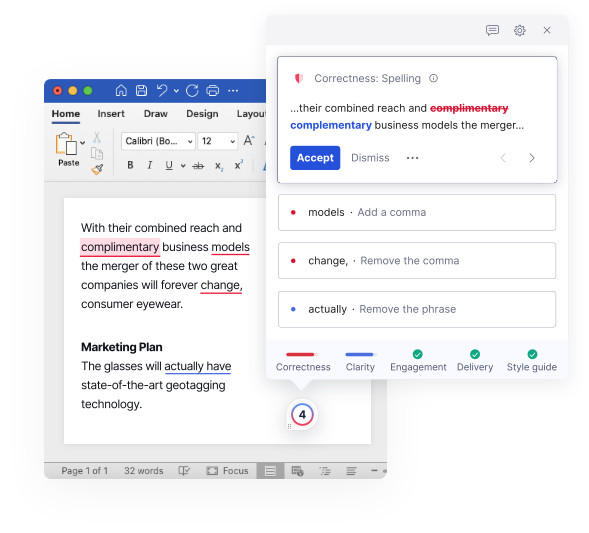 Correctness: Spelling
...their combined reach and complimentary
complementary business models the merger...
Accept Dismiss
models · Add a comma
change, · Remove the comma
actually · Remove the phrase
Correctness Clarity Engagement Delivery Style guide
4
Home Insert Draw Design Layou
Paste
Calibri (Bo... 12
B I U ab x₂ x²
With their combined reach and
complimentary business models
the merger of these two great
companies will forever change,
consumer eyewear.
Marketing Plan
The glasses will actually have
state-of-the-art geotagging
technology.
Page 1 of 1 32 words Focus